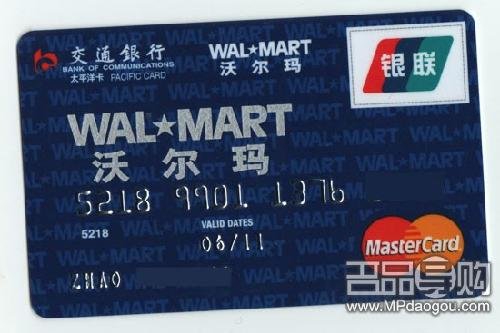 交通银行
BANK OF COMMUNICATIONS
太平洋卡 PACIFIC CARD
WAL★MART
沃尔玛
银联
WAL★MART
沃尔玛
5218 9901 1376
5218
VALID DATES
06/11
ZHAO
MasterCard
名品导购
www.MPdaogou.com